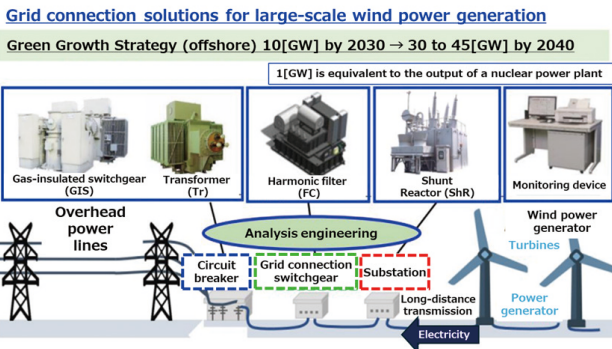 Grid connection solutions for large-scale wind power generation
Green Growth Strategy (offshore) 10[GW] by 2030 → 30 to 45[GW] by 2040
1[GW] is equivalent to the output of a nuclear power plant
Gas-insulated switchgear
(GIS)
Transformer
(Tr)
Harmonic filter
(FC)
Shunt
Reactor (ShR)
Monitoring device
Overhead
power
lines
Analysis engineering
Wind power
generator
Turbines
Circuit
breaker
Grid connection
switchgear
Substation
Long-distance
transmission
Power
generator
Electricity